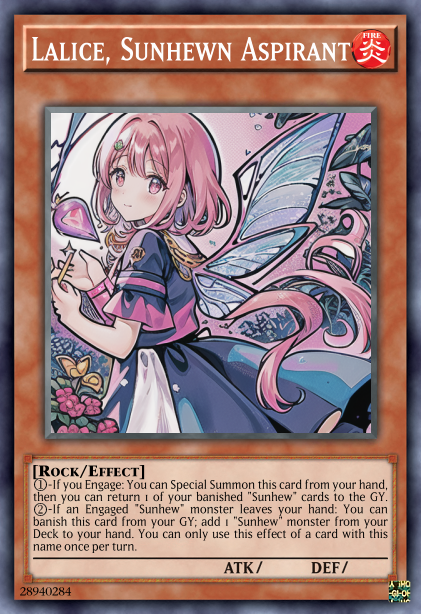 Lalice, Sunhewn Aspirant
FIRE
炎
[Rock/Effect]
①-If you Engage: You can Special Summon this card from your hand,
then you can return 1 of your banished "Sunhew" cards to the GY.
②-If an Engaged "Sunhew" monster leaves your hand: You can
banish this card from your GY; add 1 "Sunhew" monster from your
Deck to your hand. You can only use this effect of a card with this
name once per turn.
ATK/ DEF/
28940284